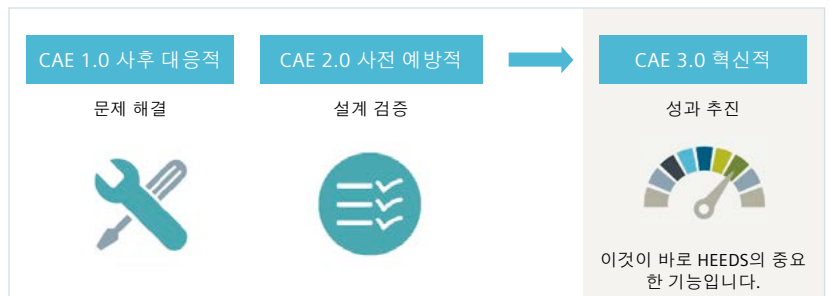 CAE 1.0 사후 대응적
문제 해결
CAE 2.0 사전 예방적
설계 검증
CAE 3.0 혁신적
성과 추진
이것이 바로 HEEDS의 중요
한 기능입니다.